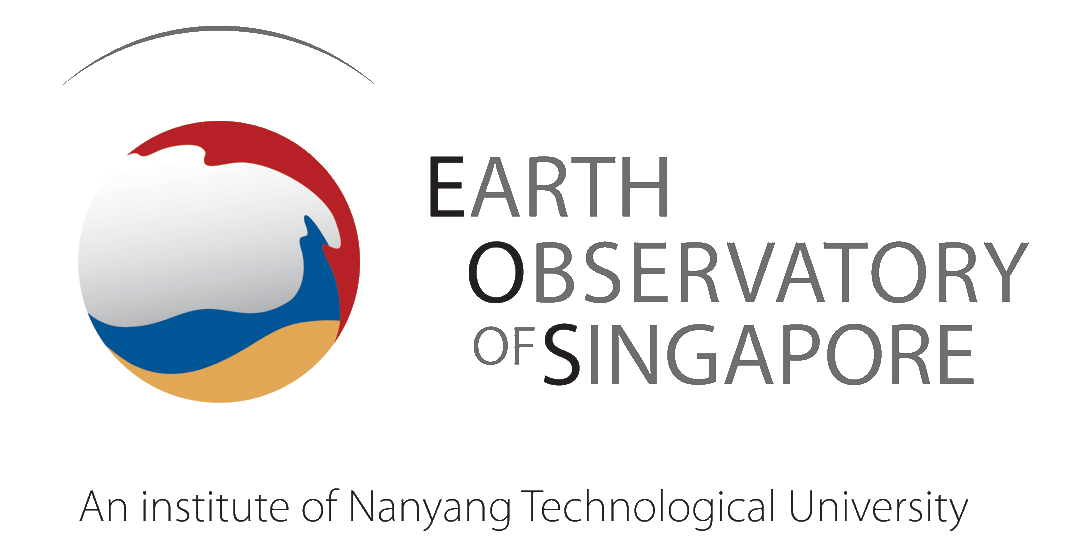 EARTH
OBSERVATORY
OF SINGAPORE
An institute of Nanyang Technological University